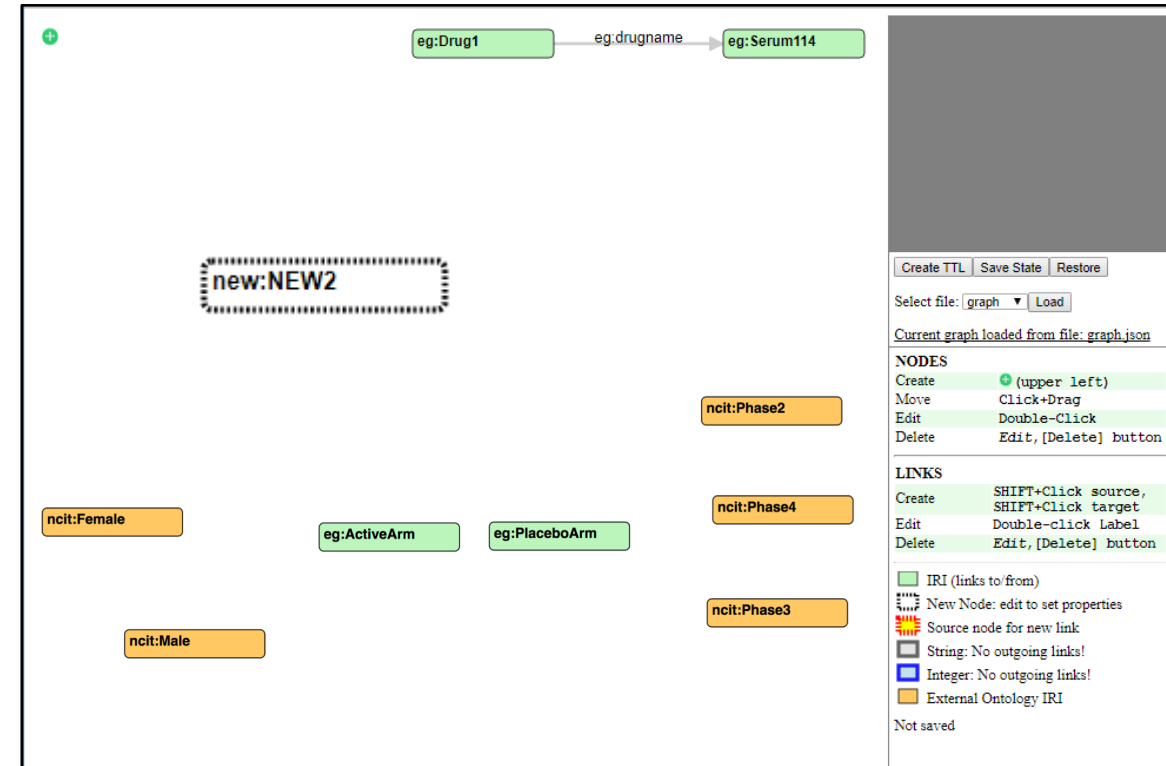 eg:Drug1
eg:drugname
eg:Serum114
new:NEW2
ncit:Phase2
ncit:Female
eg:ActiveArm
eg:PlaceboArm
ncit:Phase4
ncit:Phase3
ncit:Male
Create TTL Save State Restore
Select file: graph Load
Current graph loaded from file: graph.json
NODES
Create (upper left)
Move Click+Drag
Edit Double-Click
Delete Edit,[Delete] button
LINKS
Create SHIFT+Click source,
SHIFT+Click target
Edit Double-click Label
Delete Edit,[Delete] button
IRI (links to/from)
New Node: edit to set properties
Source node for new link
String: No outgoing links!
Integer: No outgoing links!
External Ontology IRI
Not saved